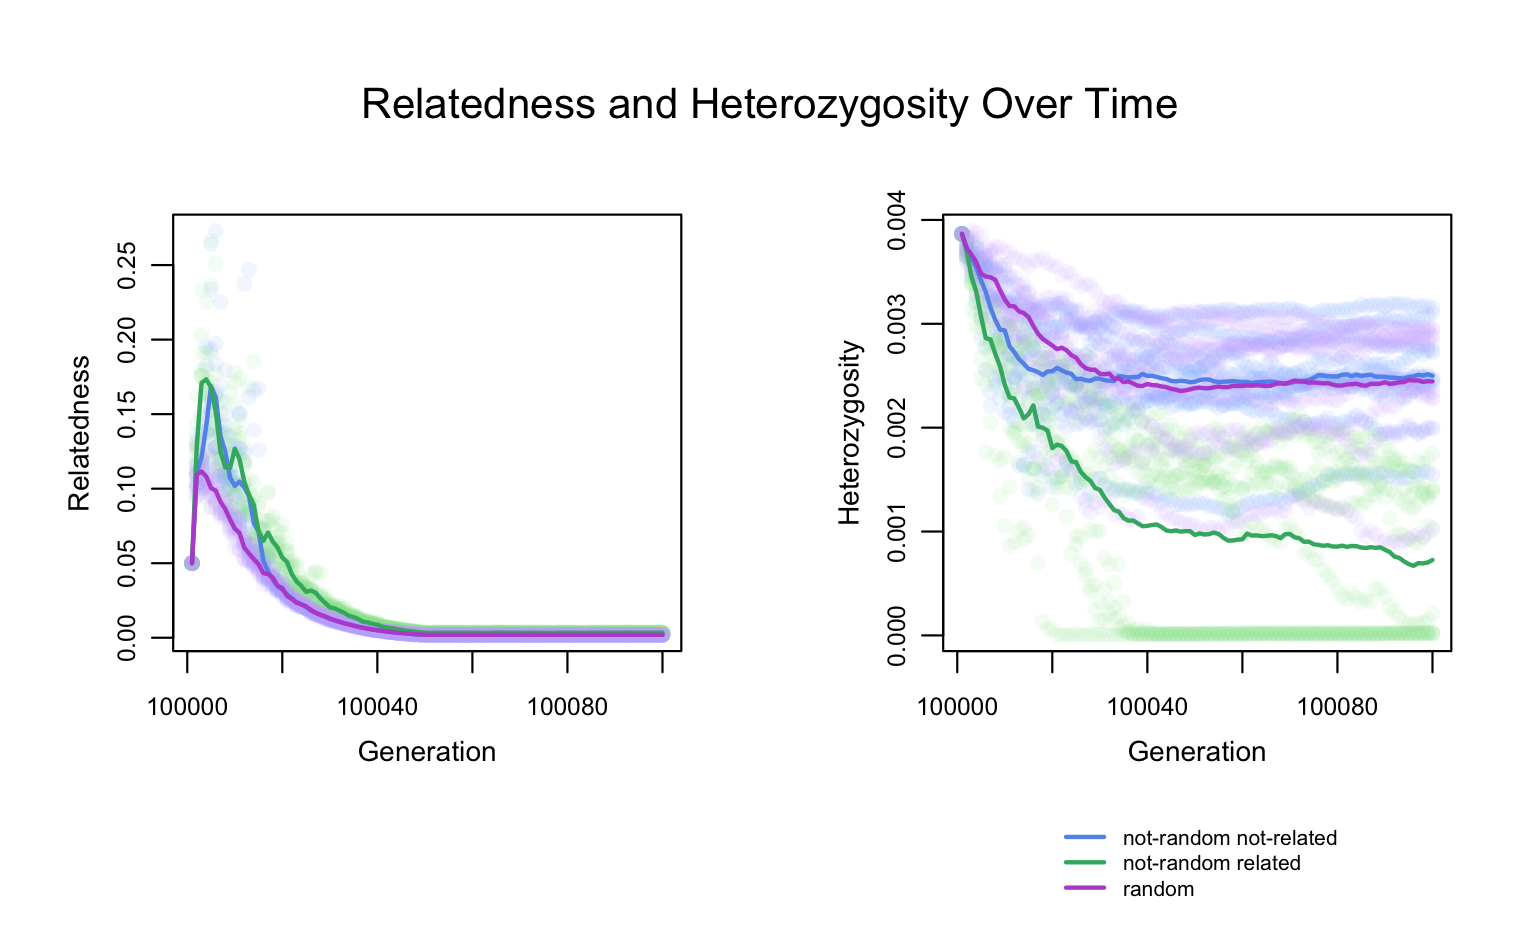 Relatedness and Heterozygosity Over Time
Relatedness
0.25
0.20
0.15
0.10
0.05
0.00
100000 100040 100080
Generation
Heterozygosity
0.004
0.003
0.002
0.001
0.000
100000 100040 100080
Generation
not-random not-related
not-random related
random